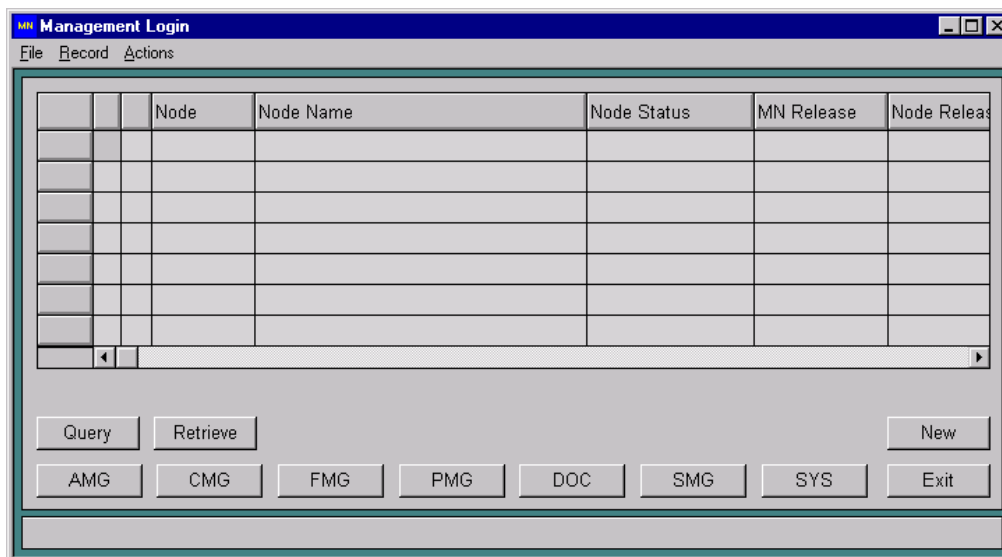 MN Management Login
File Record Actions
Node Node Name Node Status MN Release Node Releas
Query Retrieve New
AMG CMG FMG PMG DOC SMG SYS Exit